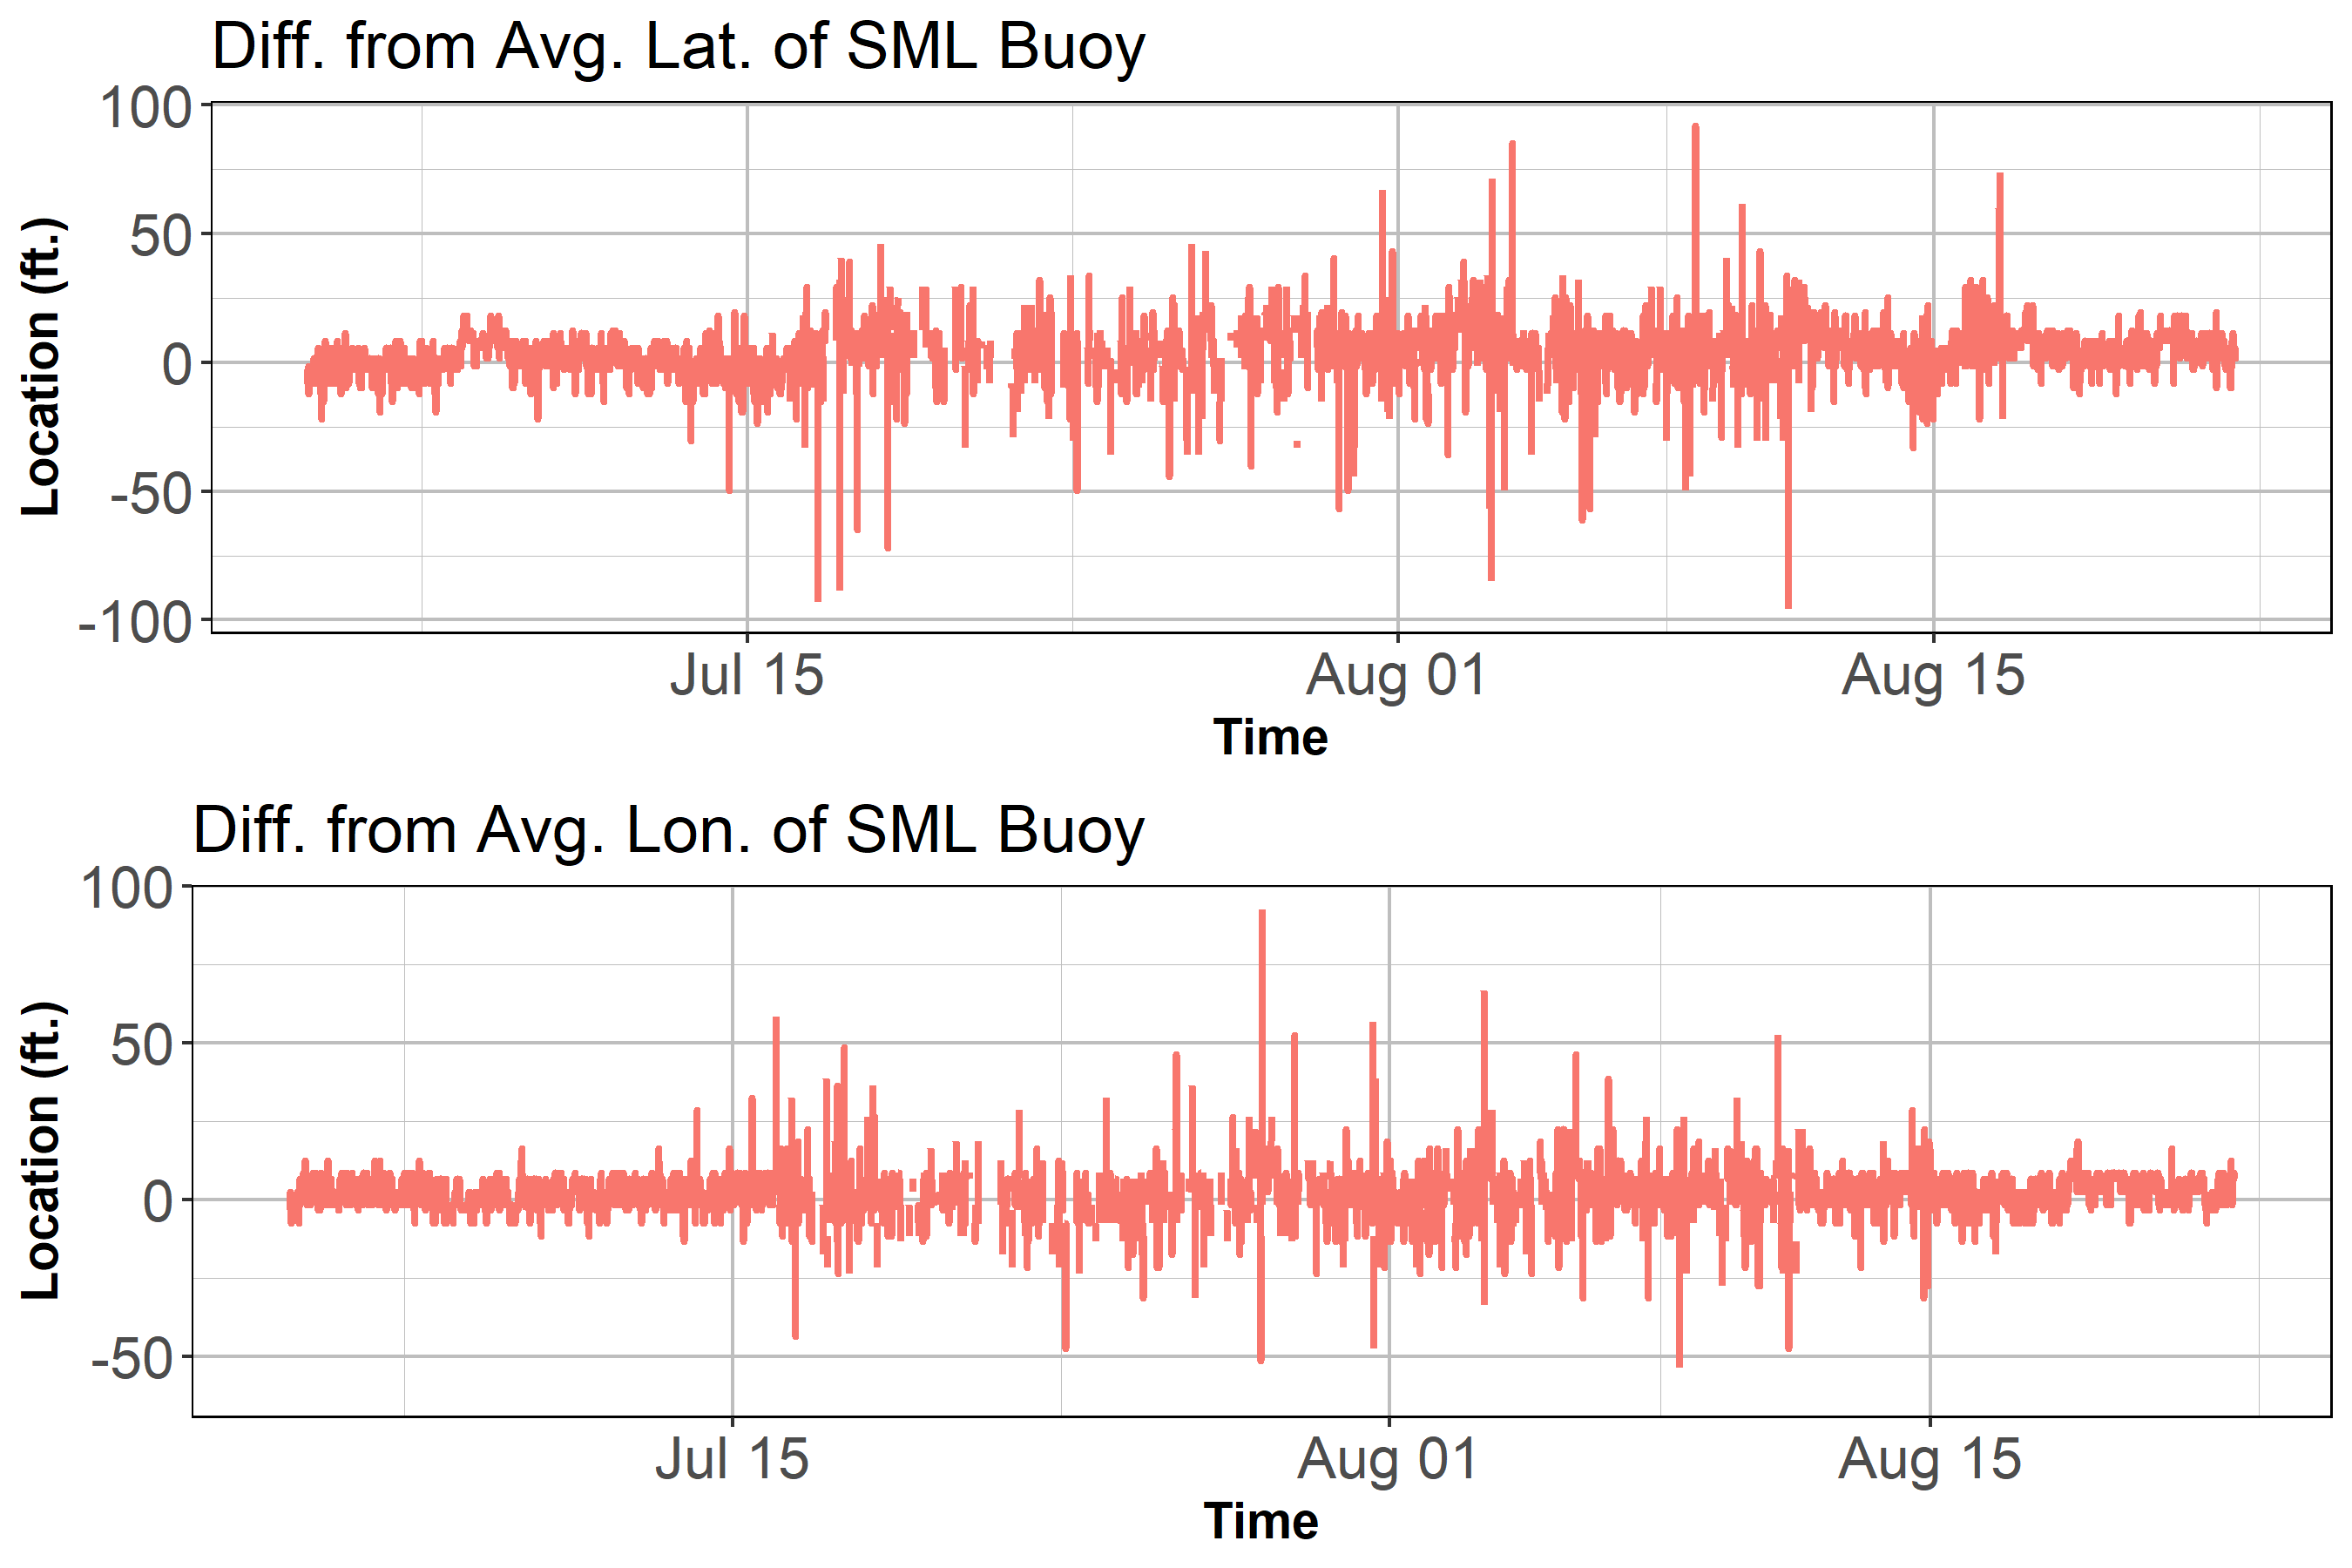 Diff. from Avg. Lat. of SML Buoy
100
50
0
-50
-100
Location (ft.)
Jul 15 Aug 01 Aug 15
Time
Diff. from Avg. Lon. of SML Buoy
100
50
0
-50
Location (ft.)
Jul 15 Aug 01 Aug 15
Time